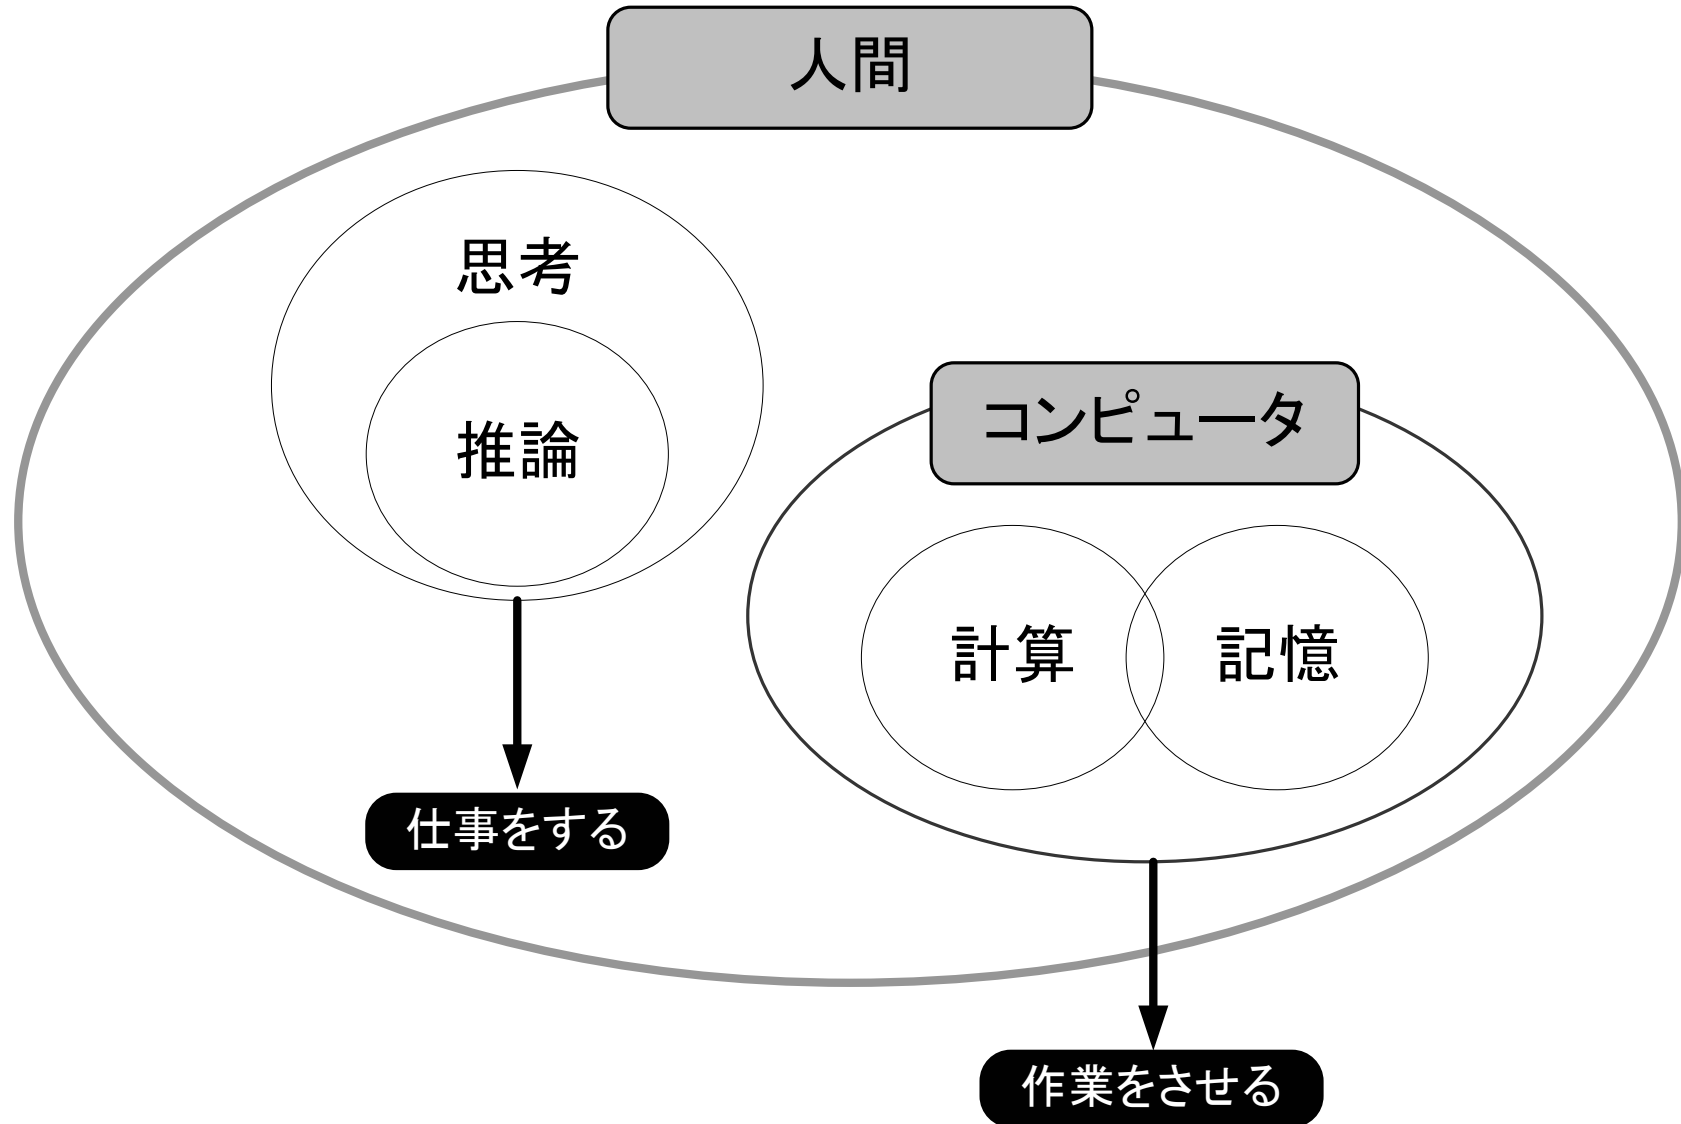 人間
思考
推論
コンピュータ
計算
記憶
仕事をする
作業をさせる